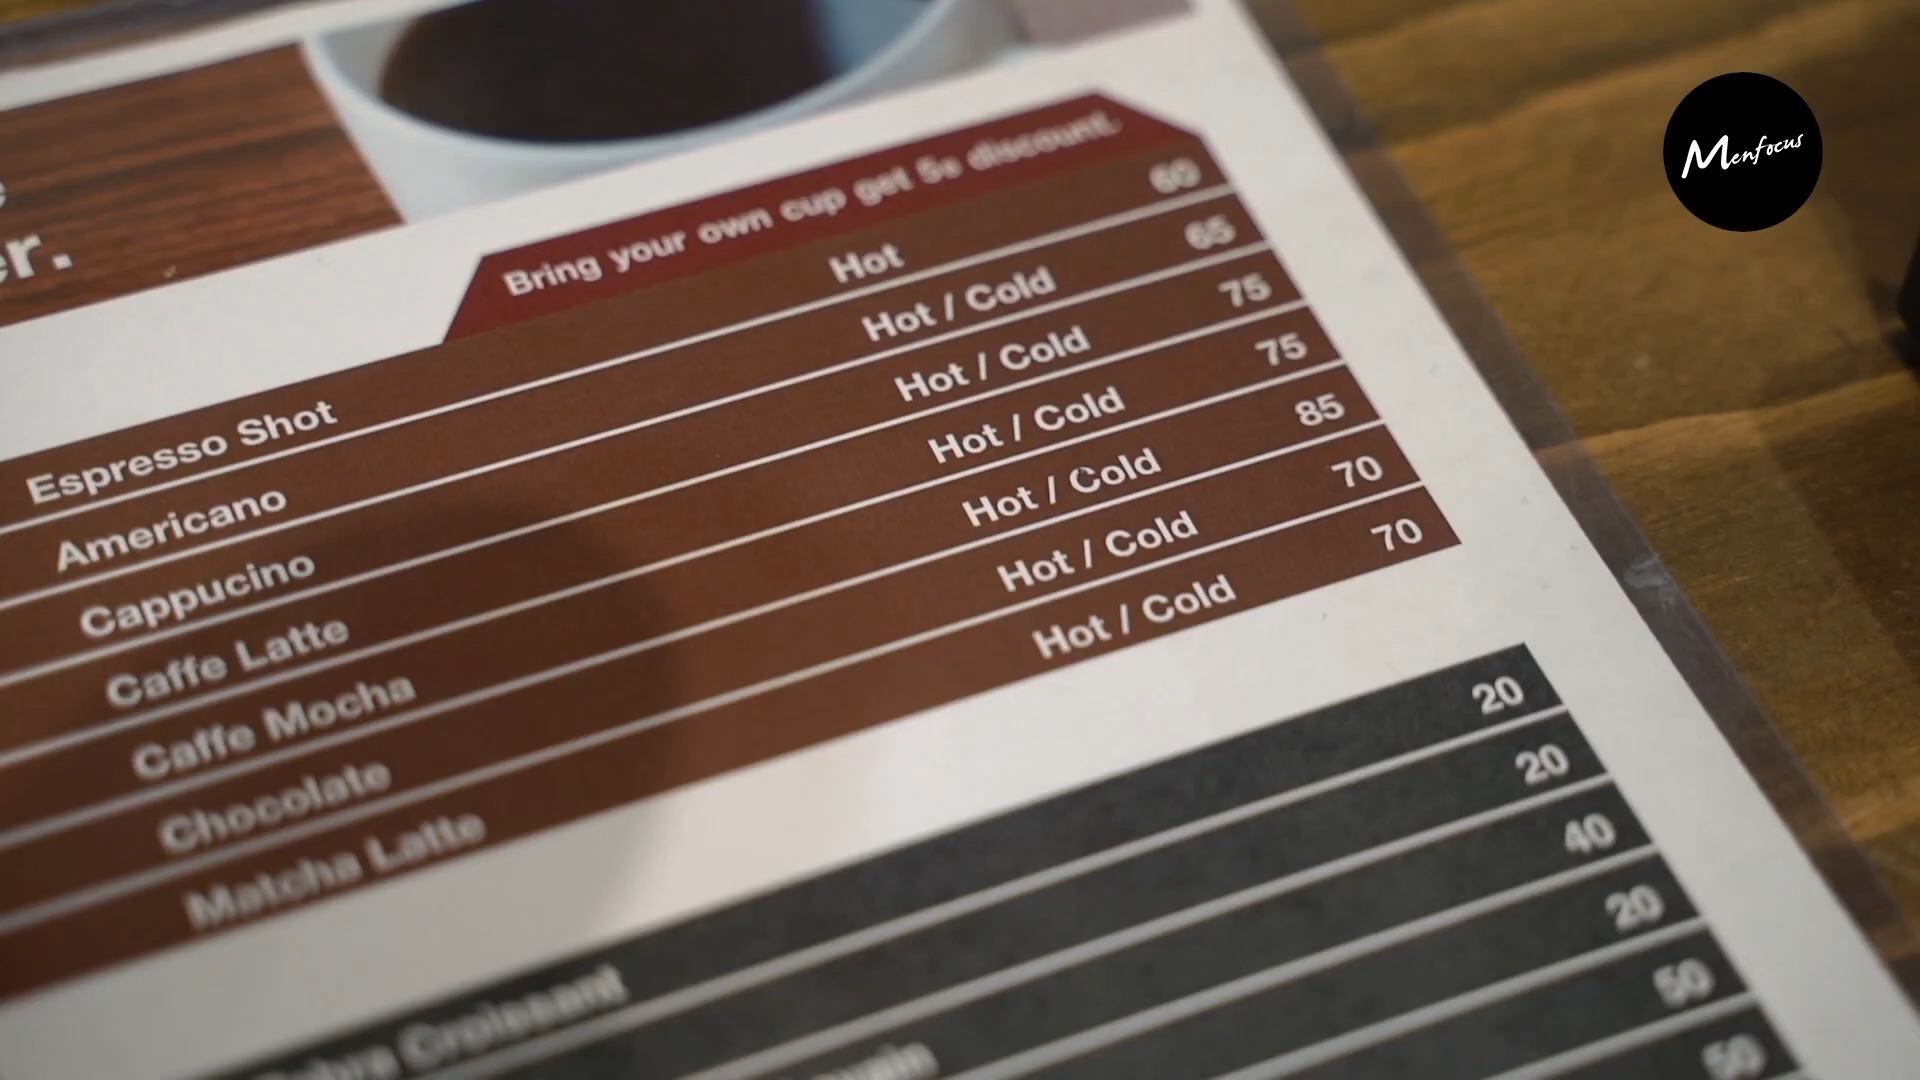 Menfocus
er.
Bring your own cup get 5% discount.
Espresso Shot Hot 60
Americano Hot / Cold 65
Cappucino Hot / Cold 75
Caffe Latte Hot / Cold 75
Caffe Mocha Hot / Cold 85
Chocolate Hot / Cold 70
Matcha Latte Hot / Cold 70
Croissant 20
20
40
20
50
50